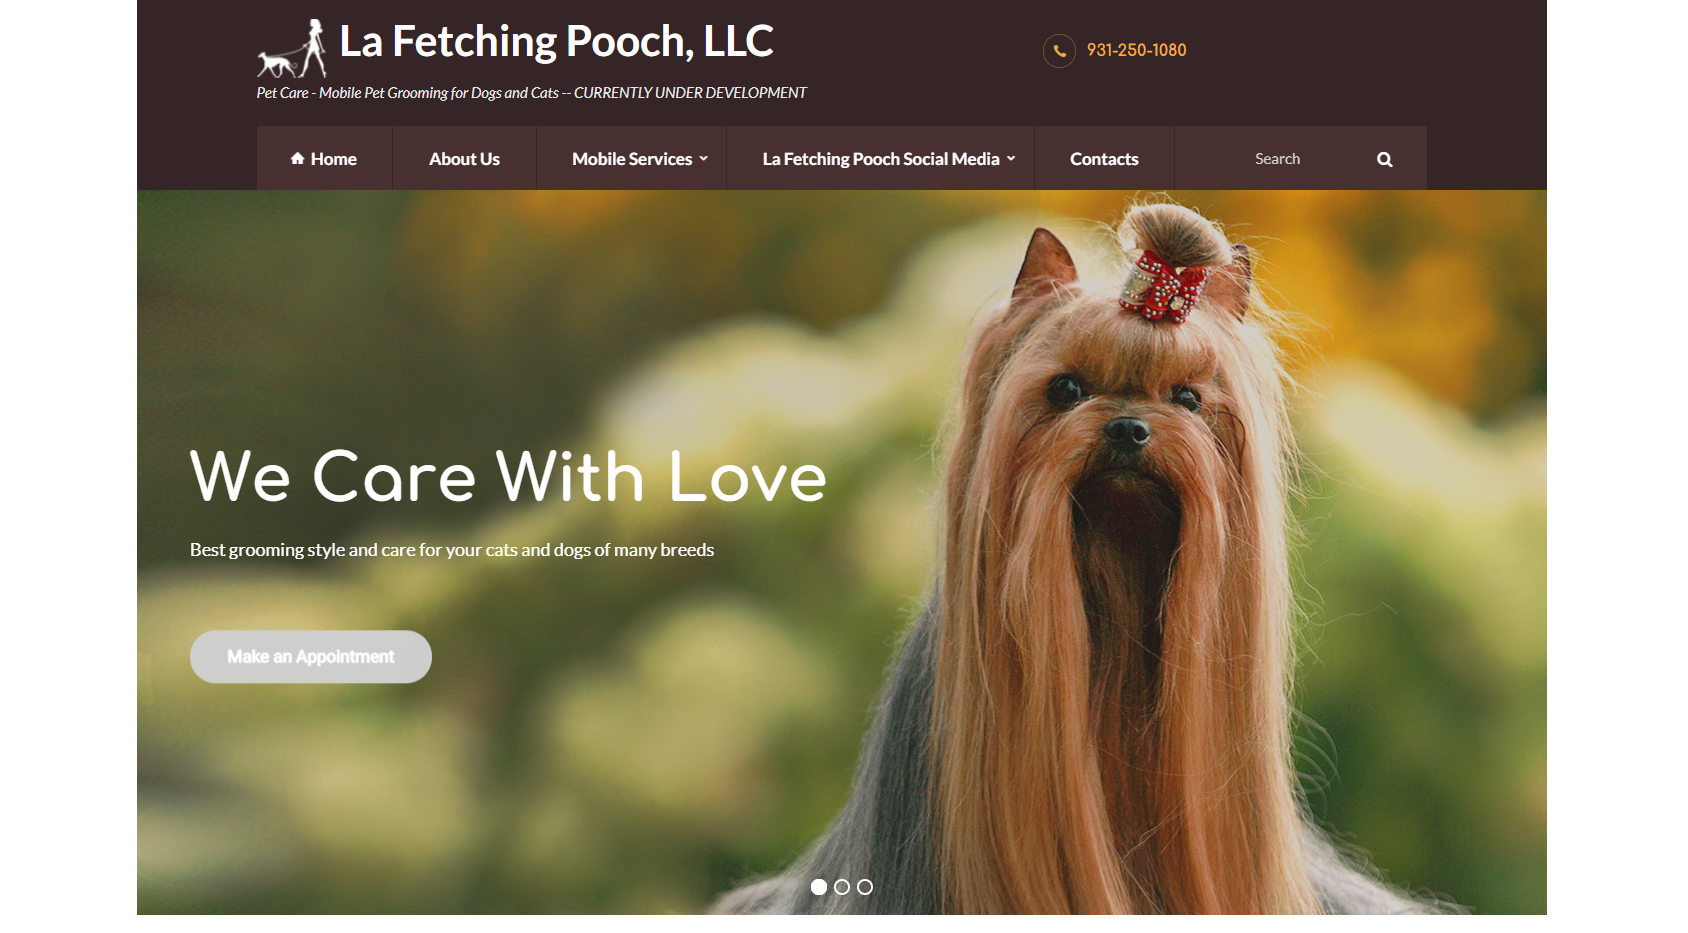 La Fetching Pooch, LLC
931-250-1080
Pet Care - Mobile Pet Grooming for Dogs and Cats -- CURRENTLY UNDER DEVELOPMENT
Home About Us Mobile Services La Fetching Pooch Social Media Contacts Search
We Care With Love
Best grooming style and care for your cats and dogs of many breeds
Make an Appointment